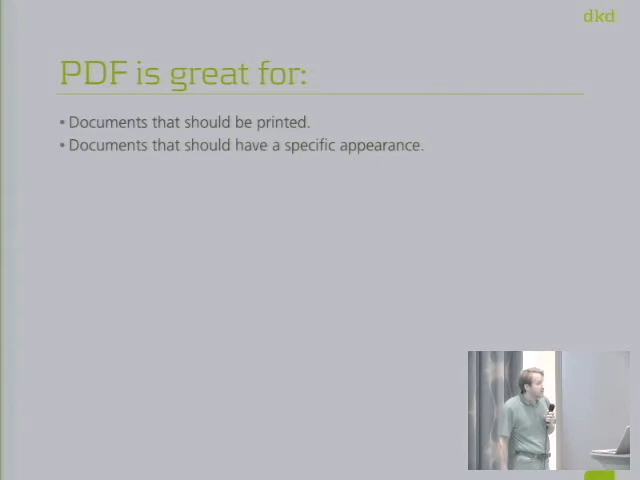 dkd
PDF is great for:
▪ Documents that should be printed.
▪ Documents that should have a specific appearance.